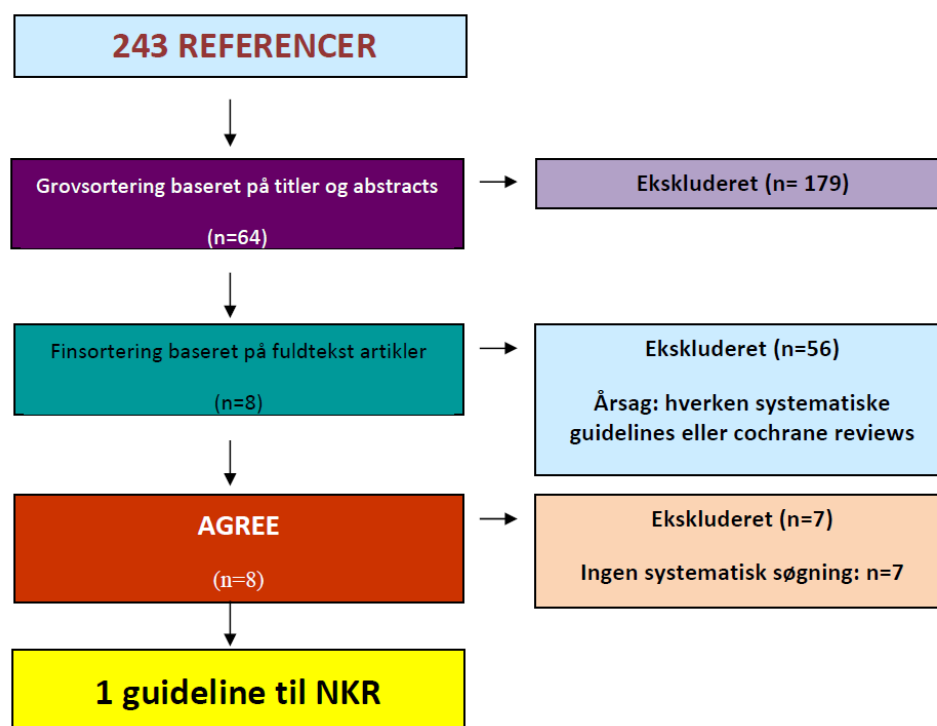 243 REFERENCER
Grovsortering baseret på titler og abstracts
(n=64)
Ekskluderet (n= 179)
Finsortering baseret på fuldtekst artikler
(n=8)
Ekskluderet (n=56)
Årsag: hverken systematiske
guidelines eller cochrane reviews
AGREE
(n=8)
Ekskluderet (n=7)
Ingen systematisk søgning: n=7
1 guideline til NKR